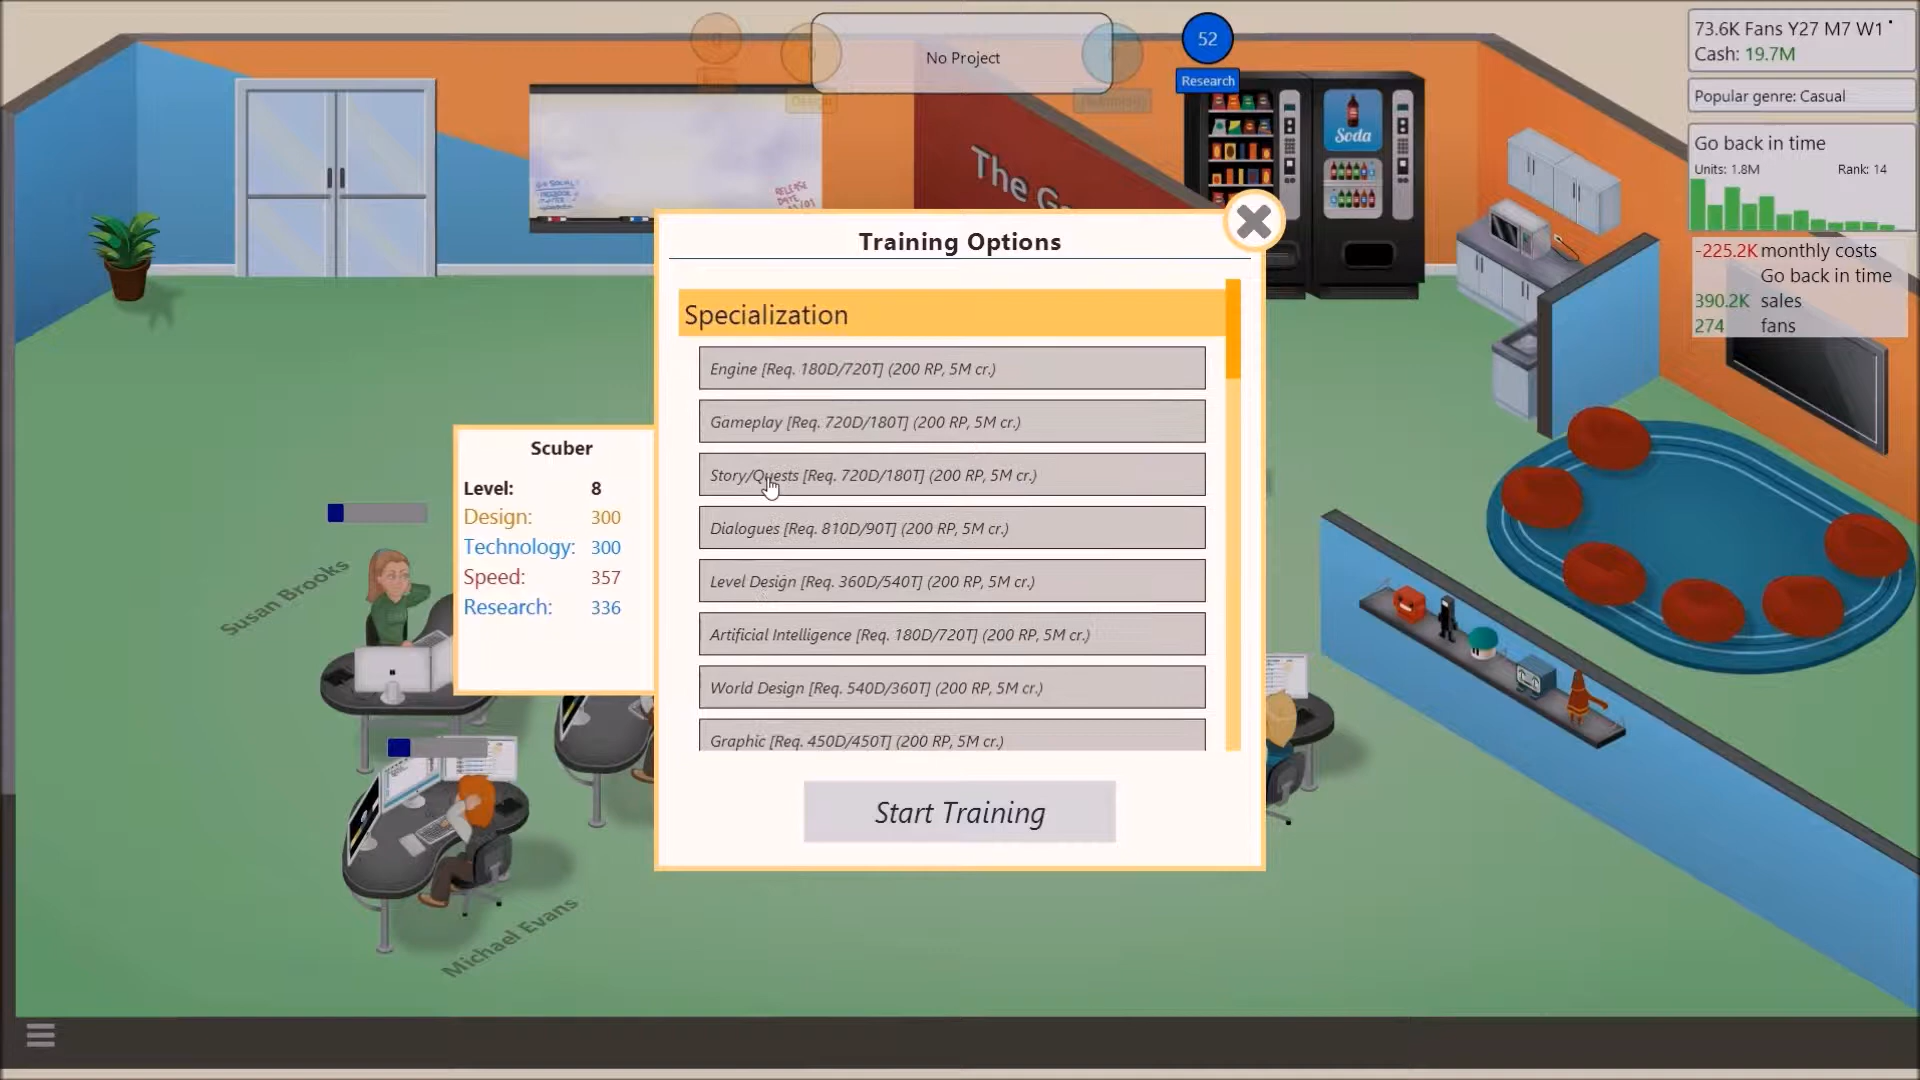 No Project
52
Research
73.6K Fans Y27 M7 W1
Cash: 19.7M
Popular genre: Casual
Go back in time
Units: 1.8M Rank: 14
-225.2K monthly costs
Go back in time
390.2K sales
274 fans
RELEASE
DATE
Soda
The G
Training Options
Specialization
Engine [Req. 180D/720T] (200 RP, 5M cr.)
Gameplay [Req. 720D/180T] (200 RP, 5M cr.)
Story/Quests [Req. 720D/180T] (200 RP, 5M cr.)
Dialogues [Req. 810D/90T] (200 RP, 5M cr.)
Level Design [Req. 360D/540T] (200 RP, 5M cr.)
Artificial Intelligence [Req. 180D/720T] (200 RP, 5M cr.)
World Design [Req. 540D/360T] (200 RP, 5M cr.)
Graphic [Req. 450D/450T] (200 RP, 5M cr.)
Start Training
Scuber
Level: 8
Design: 300
Technology: 300
Speed: 357
Research: 336
Susan Brooks
Michael Evans